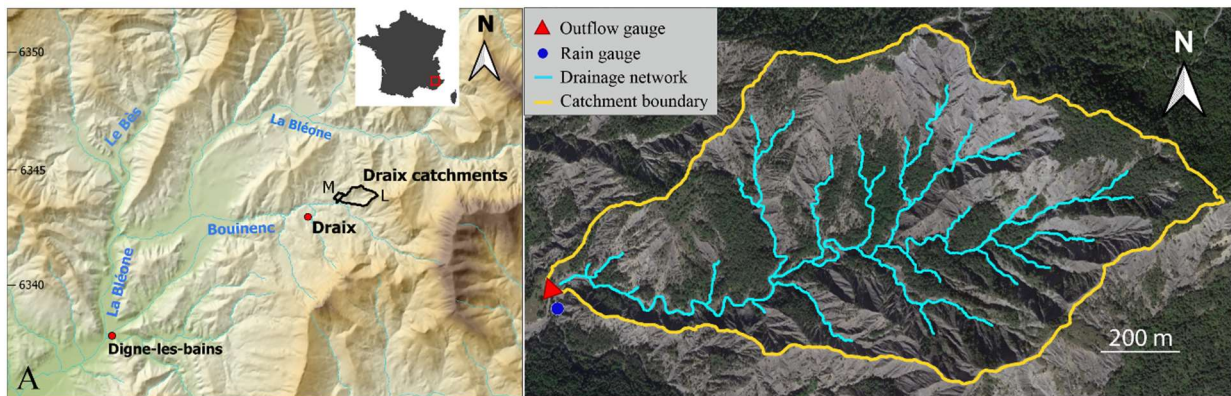 N
6350
La Bléone
Le Bès
6345
Draix catchments
M
L
Bouinenc
Draix
La Bléone
6340
Digne-les-bains
A
Outflow gauge
Rain gauge
Drainage network
Catchment boundary
N
200 m